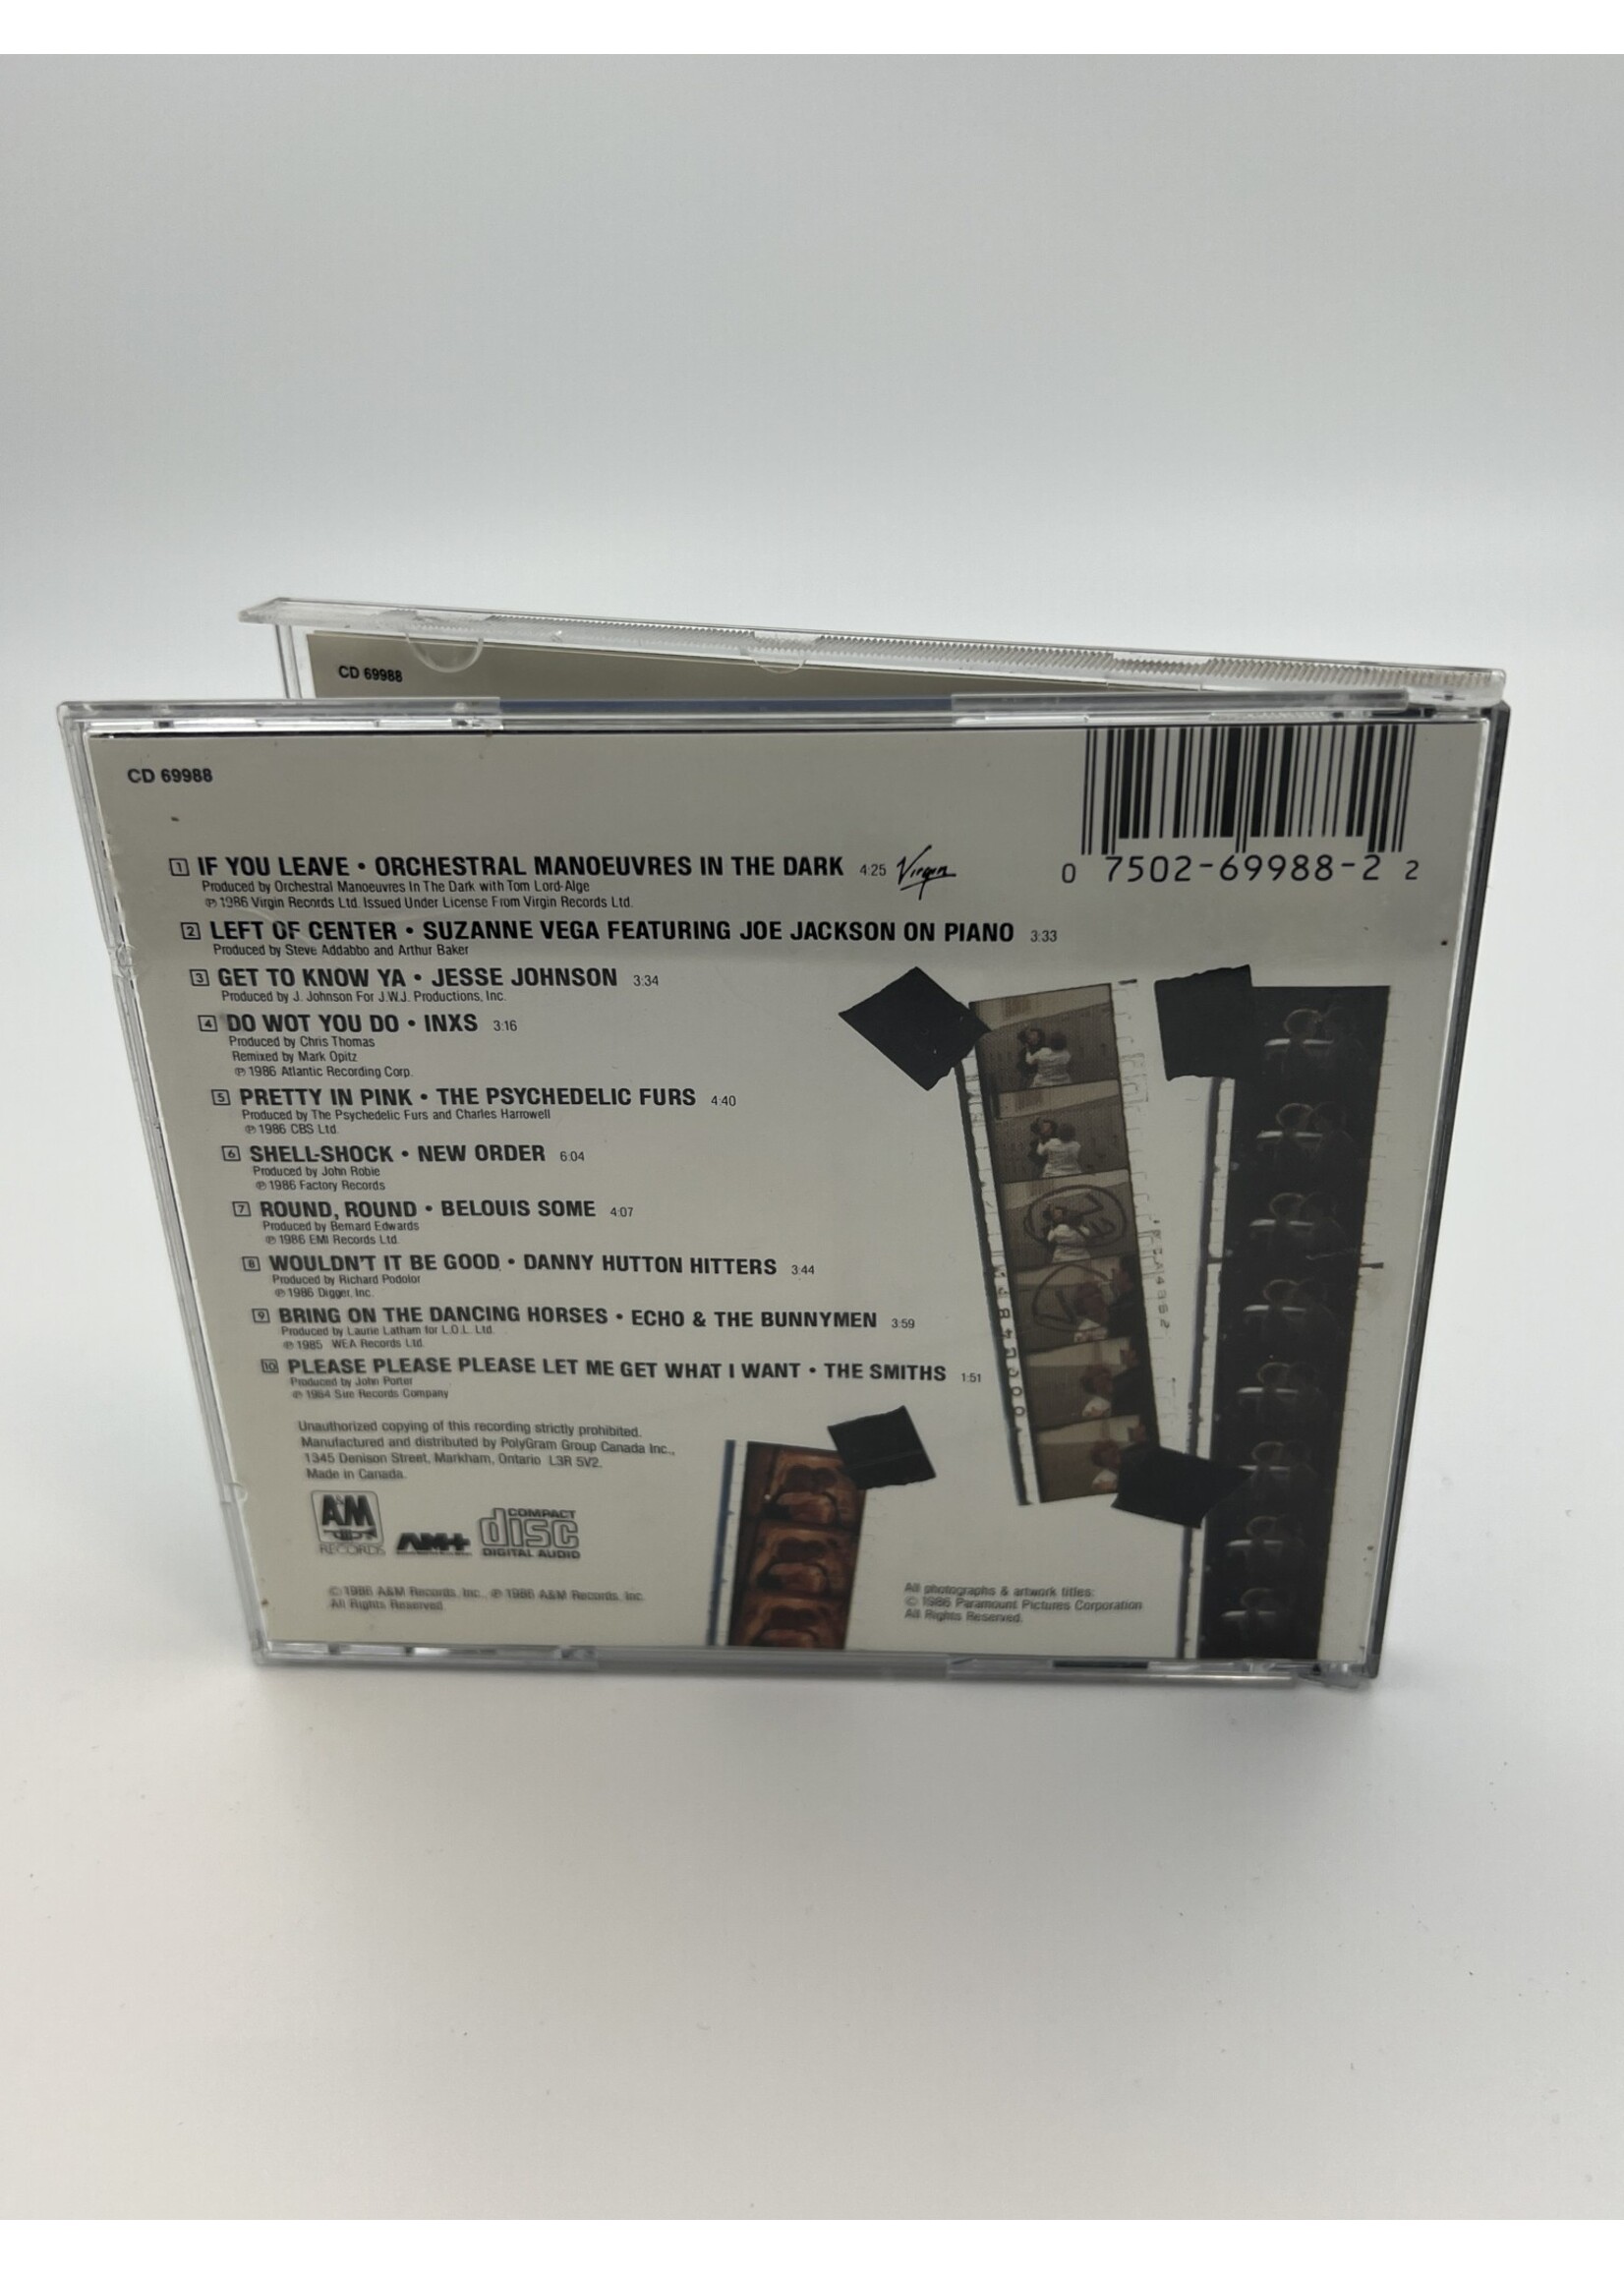 CD 69988
CD 69988
0 7502-69988-2 2
1 IF YOU LEAVE • ORCHESTRAL MANOEUVRES IN THE DARK 4:25 Virgin
Produced by Orchestral Manoeuvres In The Dark with Tom Lord-Alge
℗ 1986 Virgin Records Ltd. Issued Under License From Virgin Records Ltd.
2 LEFT OF CENTER • SUZANNE VEGA FEATURING JOE JACKSON ON PIANO 3:33
Produced by Steve Addabbo and Arthur Baker
3 GET TO KNOW YA • JESSE JOHNSON 3:34
Produced by J. Johnson For J.W.J. Productions, Inc.
4 DO WOT YOU DO • INXS 3:16
Produced by Chris Thomas
Remixed by Mark Opitz
℗ 1986 Atlantic Recording Corp.
5 PRETTY IN PINK • THE PSYCHEDELIC FURS 4:40
Produced by The Psychedelic Furs and Charles Harrowell
℗ 1986 CBS Ltd.
6 SHELL-SHOCK • NEW ORDER 6:04
Produced by John Robie
℗ 1986 Factory Records
7 ROUND, ROUND • BELOUIS SOME 4:07
Produced by Bernard Edwards
℗ 1986 EMI Records Ltd.
8 WOULDN'T IT BE GOOD • DANNY HUTTON HITTERS 3:44
Produced by Richard Podolor
℗ 1986 Digger, Inc.
9 BRING ON THE DANCING HORSES • ECHO & THE BUNNYMEN 3:59
Produced by Laurie Latham for L.O.L. Ltd.
℗ 1985 WEA Records Ltd.
10 PLEASE PLEASE PLEASE LET ME GET WHAT I WANT • THE SMITHS 1:51
Produced by John Porter
℗ 1984 Sire Records Company
Unauthorized copying of this recording strictly prohibited.
Manufactured and distributed by PolyGram Group Canada Inc.,
1345 Denison Street, Markham, Ontario L3R 5V2.
Made in Canada.
A&M RECORDS
AM+
COMPACT disc DIGITAL AUDIO
© 1986 A&M Records, Inc., ℗ 1986 A&M Records, Inc.
All Rights Reserved
All photographs & artwork titles:
© 1986 Paramount Pictures Corporation
All Rights Reserved.